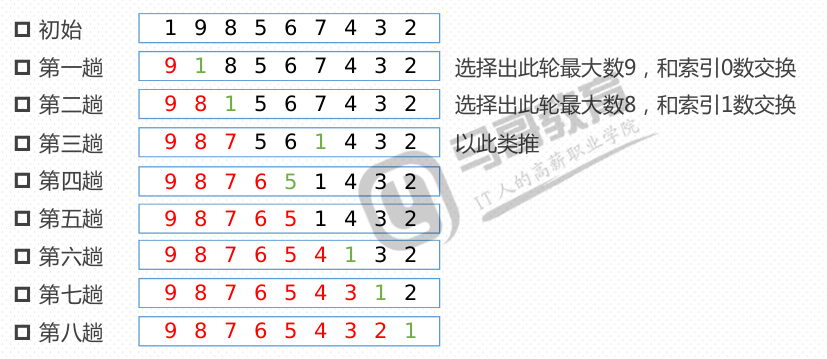 初始 1 9 8 5 6 7 4 3 2
第一趟 9 1 8 5 6 7 4 3 2 选择出此轮最大数9，和索引0数交换
第二趟 9 8 1 5 6 7 4 3 2 选择出此轮最大数8，和索引1数交换
第三趟 9 8 7 5 6 1 4 3 2 以此类推
第四趟 9 8 7 6 5 1 4 3 2
第五趟 9 8 7 6 5 1 4 3 2
第六趟 9 8 7 6 5 4 1 3 2
第七趟 9 8 7 6 5 4 3 1 2
第八趟 9 8 7 6 5 4 3 2 1
马哥教育
IT人的高薪职业学院